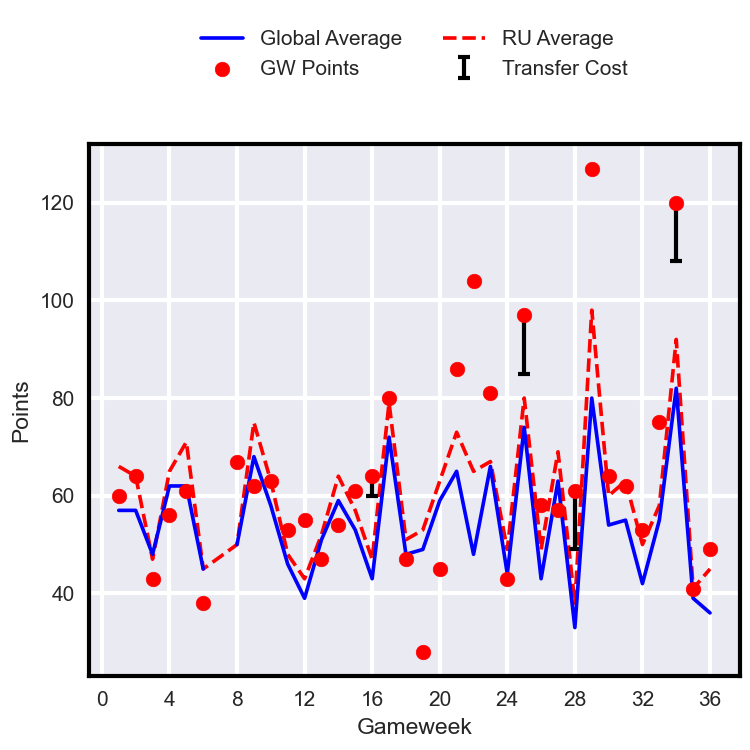 Global Average RU Average
GW Points Transfer Cost
120
100
80
60
40
Points
0 4 8 12 16 20 24 28 32 36
Gameweek